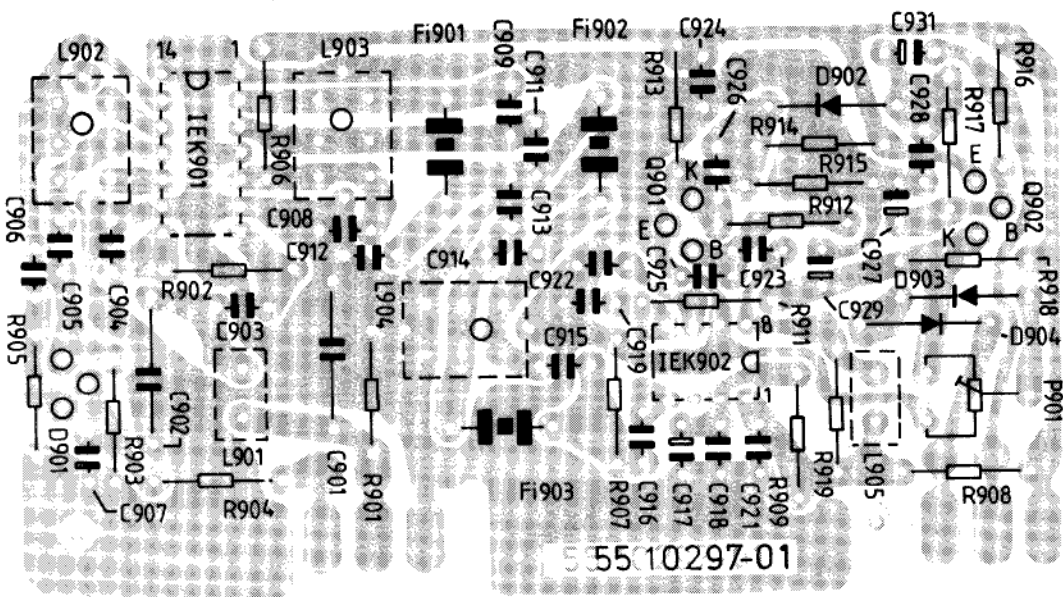 L902
14
1
L903
Fi901
C909
C911
Fi902
R913
C924
C926
D902
C931
C928
R917
R916
IEK901
R906
R914
R915
R912
Q901
K
E
B
E
Q902
K
B
C906
C905
C904
R902
C908
C912
C903
L904
C914
C913
C922
C925
C923
C927
D903
R918
R905
C915
C919
IEK902
8
1
R911
C929
D904
P901
D901
R903
C902
L901
R904
C907
C901
R901
Fi903
R907
C916
C917
C918
C921
R909
R919
L905
R908
55 10297-01